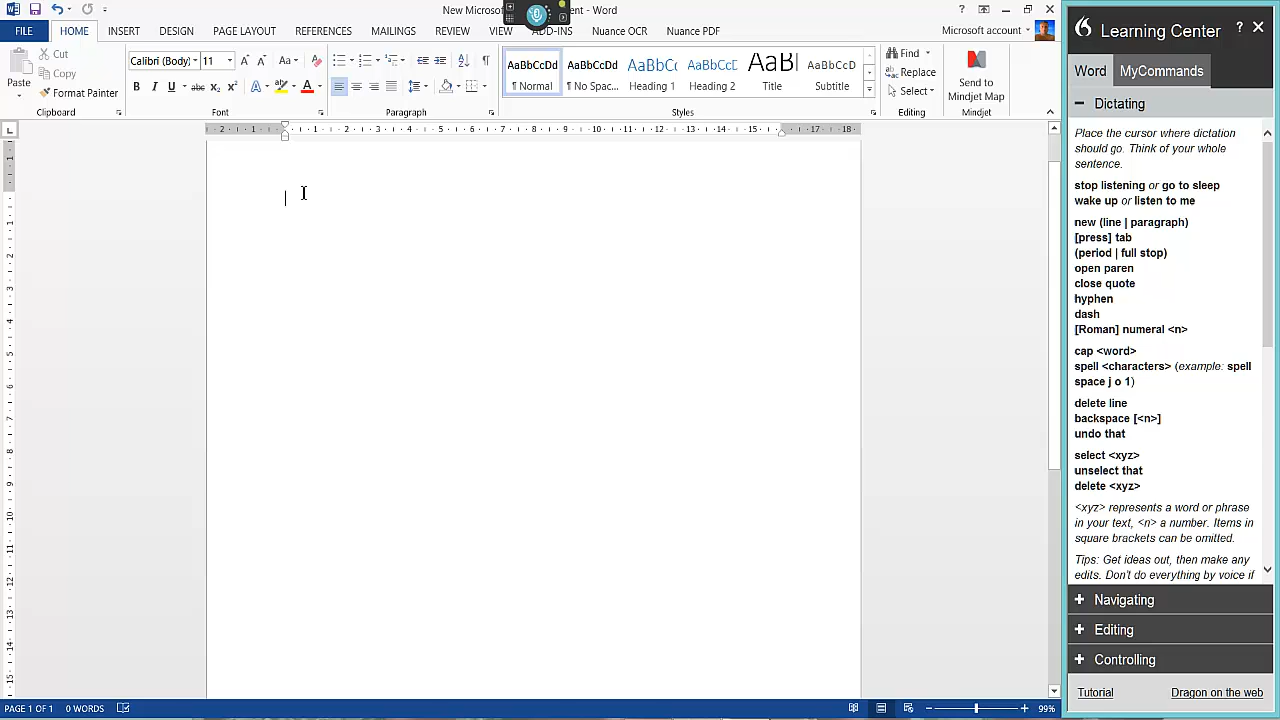 New Microsoft
ent - Word
FILE
HOME
INSERT
DESIGN
PAGE LAYOUT
REFERENCE
MAILINGS
REVIEW
VIEW
ADD-INS
Nuance OCR
Nuance PDF
Microsoft account
Cut
Copy
Format Painter
Paste
Clipboard
Calibri (Body)
11
Font
Paragraph
AaBbCcDd
¶ Normal
AaBbCcDd
¶ No Spac...
AaBbCc
Heading 1
AaBbCcD
Heading 2
AaBl
Title
AaBbCcD
Subtitle
Styles
Find
Replace
Select
Editing
Send to
Mindjet Map
Mindjet
Learning Center
Word
MyCommands
Dictating
Place the cursor where dictation
should go. Think of your whole
sentence.
stop listening or go to sleep
wake up or listen to me
new (line | paragraph)
[press] tab
(period | full stop)
open paren
close quote
hyphen
dash
[Roman] numeral <n>
cap <word>
spell <characters> (example: spell
space j o 1)
delete line
backspace [<n>]
undo that
select <xyz>
unselect that
delete <xyz>
<xyz> represents a word or phrase
in your text, <n> a number. Items in
square brackets can be omitted.
Tips: Get ideas out, then make any
edits. Don't do everything by voice if
Navigating
Editing
Controlling
Tutorial
Dragon on the web
PAGE 1 OF 1
0 WORDS
99%